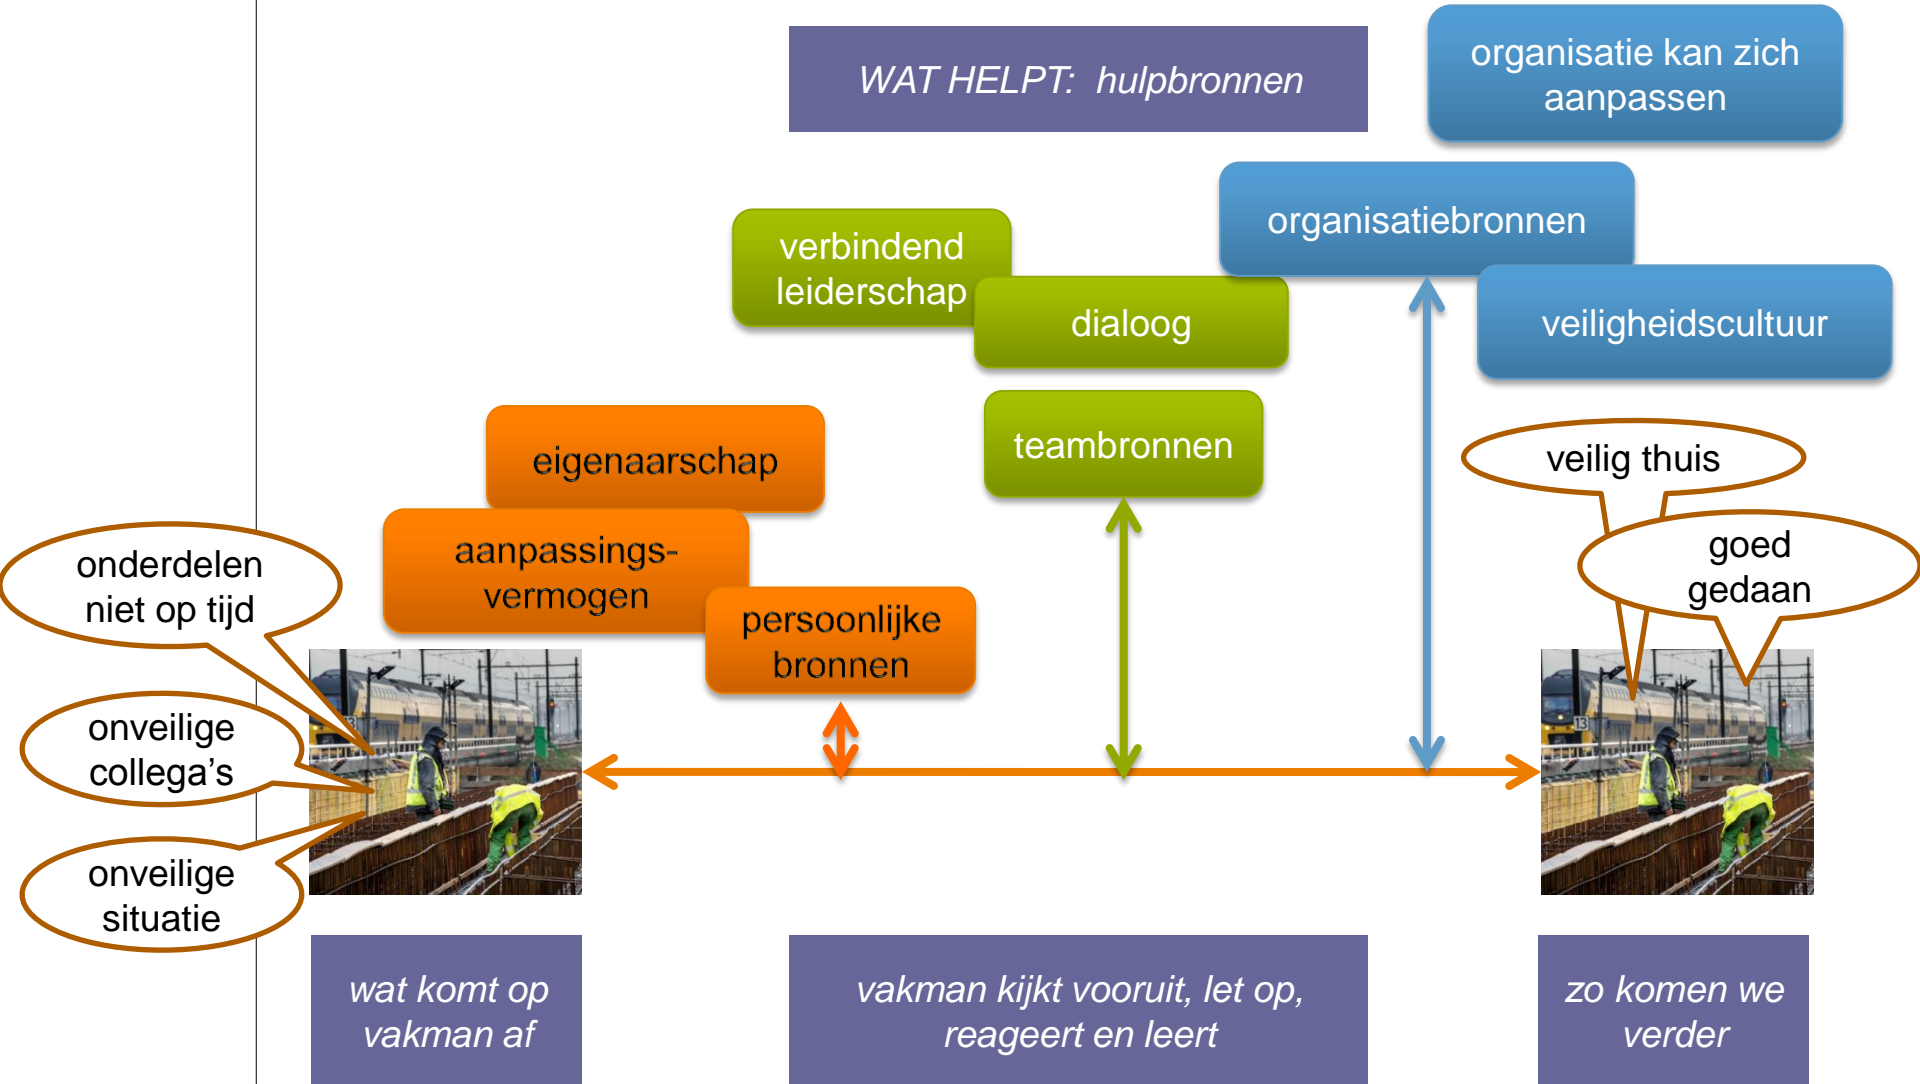 WAT HELPT: hulpbronnen
organisatie kan zich
aanpassen
organisatiebronnen
veiligheidscultuur
verbindend
leiderschap
dialoog
teambronnen
eigenaarschap
aanpassings-
vermogen
persoonlijke
bronnen
onderdelen
niet op tijd
onveilige
collega's
onveilige
situatie
veilig thuis
goed
gedaan
13
13
wat komt op
vakman af
vakman kijkt vooruit, let op,
reageert en leert
zo komen we
verder